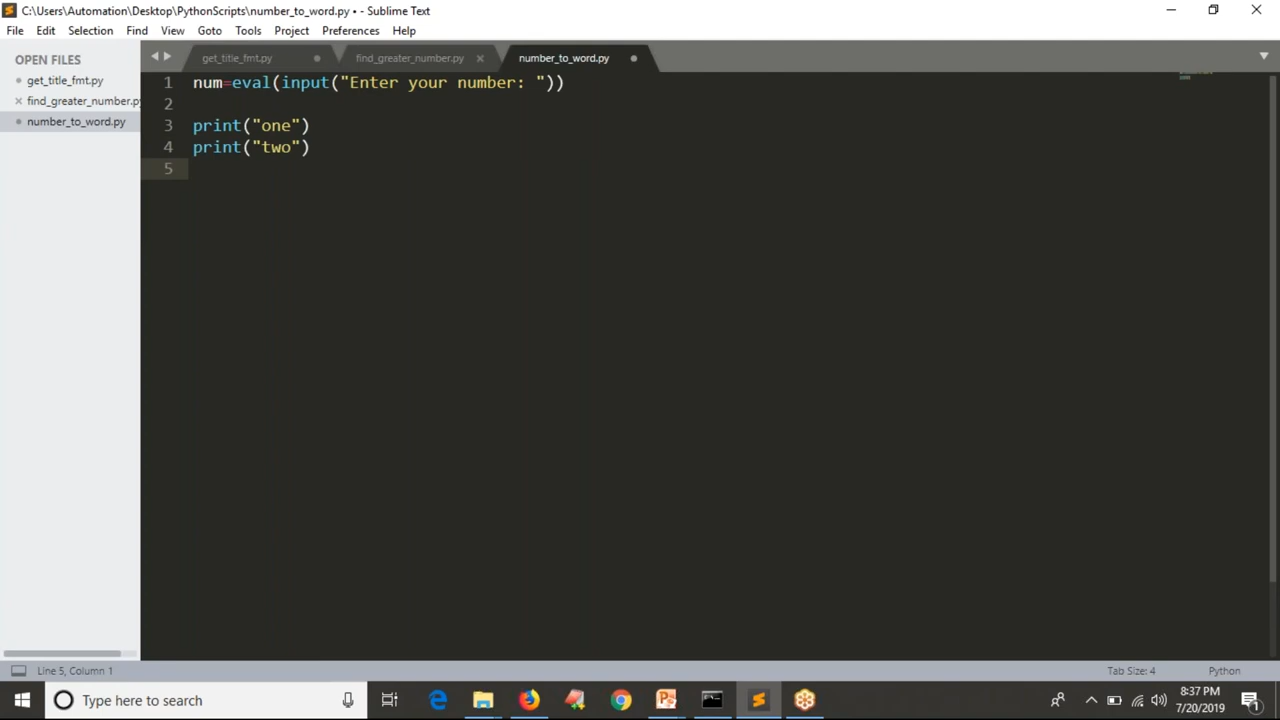 C:\Users\Automation\Desktop\PythonScripts\number_to_word.py • - Sublime Text
File Edit Selection Find View Goto Tools Project Preferences Help
OPEN FILES
get_title_fmt.py
find_greater_number.py
number_to_word.py
get_title_fmt.py find_greater_number.py number_to_word.py
1 num=eval(input("Enter your number: "))
2
3 print("one")
4 print("two")
5
Line 5, Column 1 Tab Size: 4 Python
Type here to search
8:37 PM
7/20/2019
1